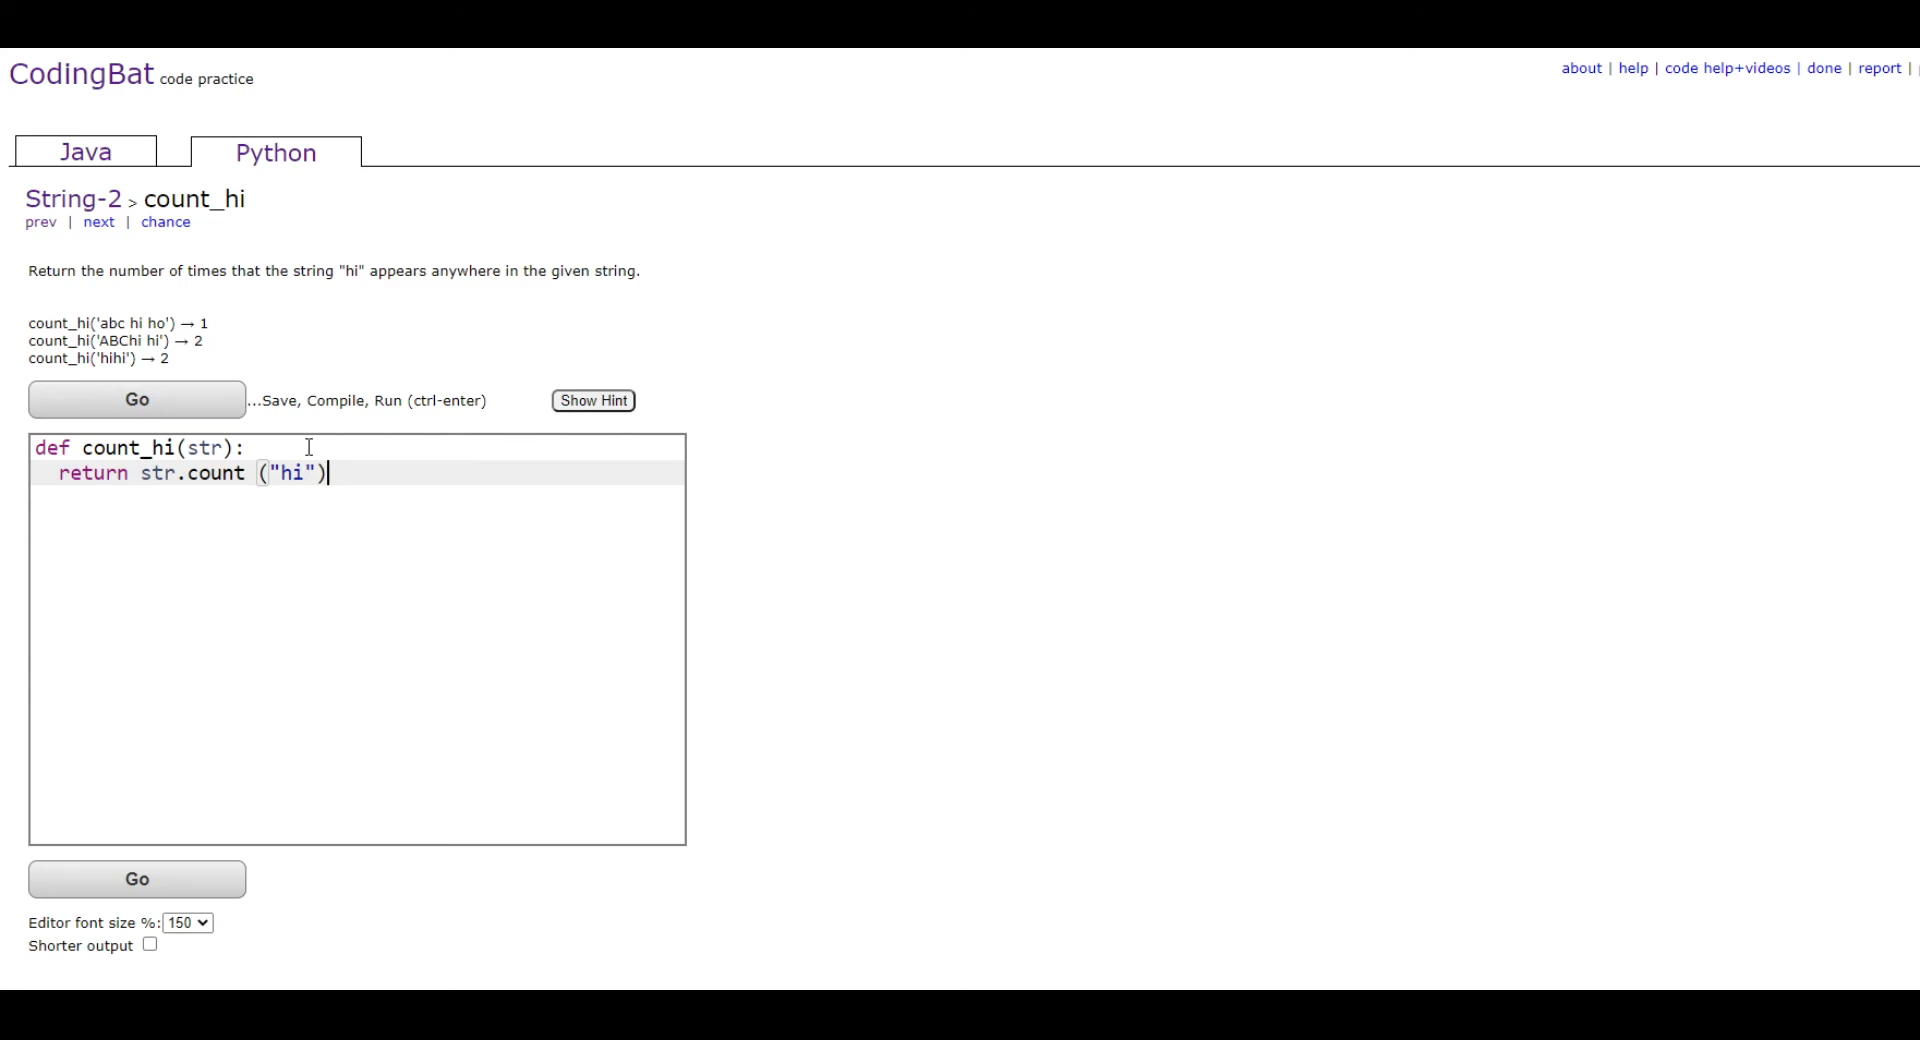 CodingBat code practice
about | help | code help+videos | done | report |
Java
Python
String-2 > count_hi
prev | next | chance
Return the number of times that the string "hi" appears anywhere in the given string.
count_hi('abc hi ho') → 1
count_hi('ABChi hi') → 2
count_hi('hihi') → 2
Go ...Save, Compile, Run (ctrl-enter) Show Hint
def count_hi(str):
  return str.count ("hi")
Go
Editor font size %: 150
Shorter output